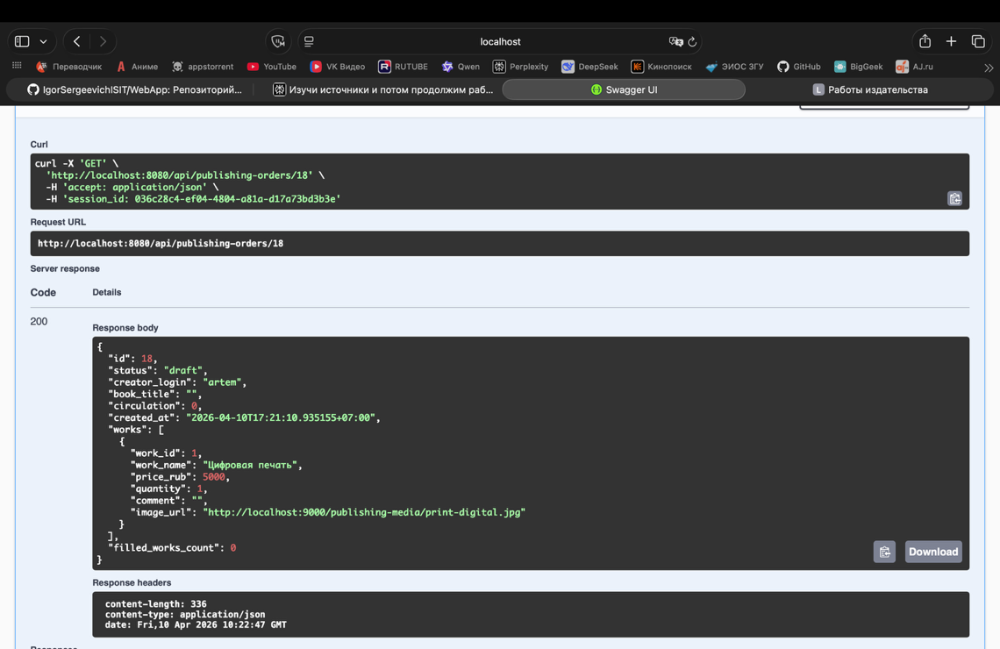 localhost
Переводчик
Аниме
appstorrent
YouTube
VK Видео
RUTUBE
Qwen
Perplexity
DeepSeek
Кинопоиск
ЭИОС ЗГУ
GitHub
BigGeek
AJ.ru
IgorSergeevichISIT/WebApp: Репозиторий...
Изучи источники и потом продолжим раб...
Swagger UI
L Работы издательства
Curl
curl -X 'GET' \
'http://localhost:8080/api/publishing-orders/18' \
-H 'accept: application/json' \
-H 'session_id: 036c28c4-ef04-4804-a81a-d17a73bd3b3e'
Request URL
http://localhost:8080/api/publishing-orders/18
Server response
Code Details
200
Response body
{
"id": 18,
"status": "draft",
"creator_login": "artem",
"book_title": "",
"circulation": 0,
"created_at": "2026-04-10T17:21:10.935155+07:00",
"works": [
{
"work_id": 1,
"work_name": "Цифровая печать",
"price_rub": 5000,
"quantity": 1,
"comment": "",
"image_url": "http://localhost:9000/publishing-media/print-digital.jpg"
}
],
"filled_works_count": 0
}
Download
Response headers
content-length: 336
content-type: application/json
date: Fri,10 Apr 2026 10:22:47 GMT
Responses